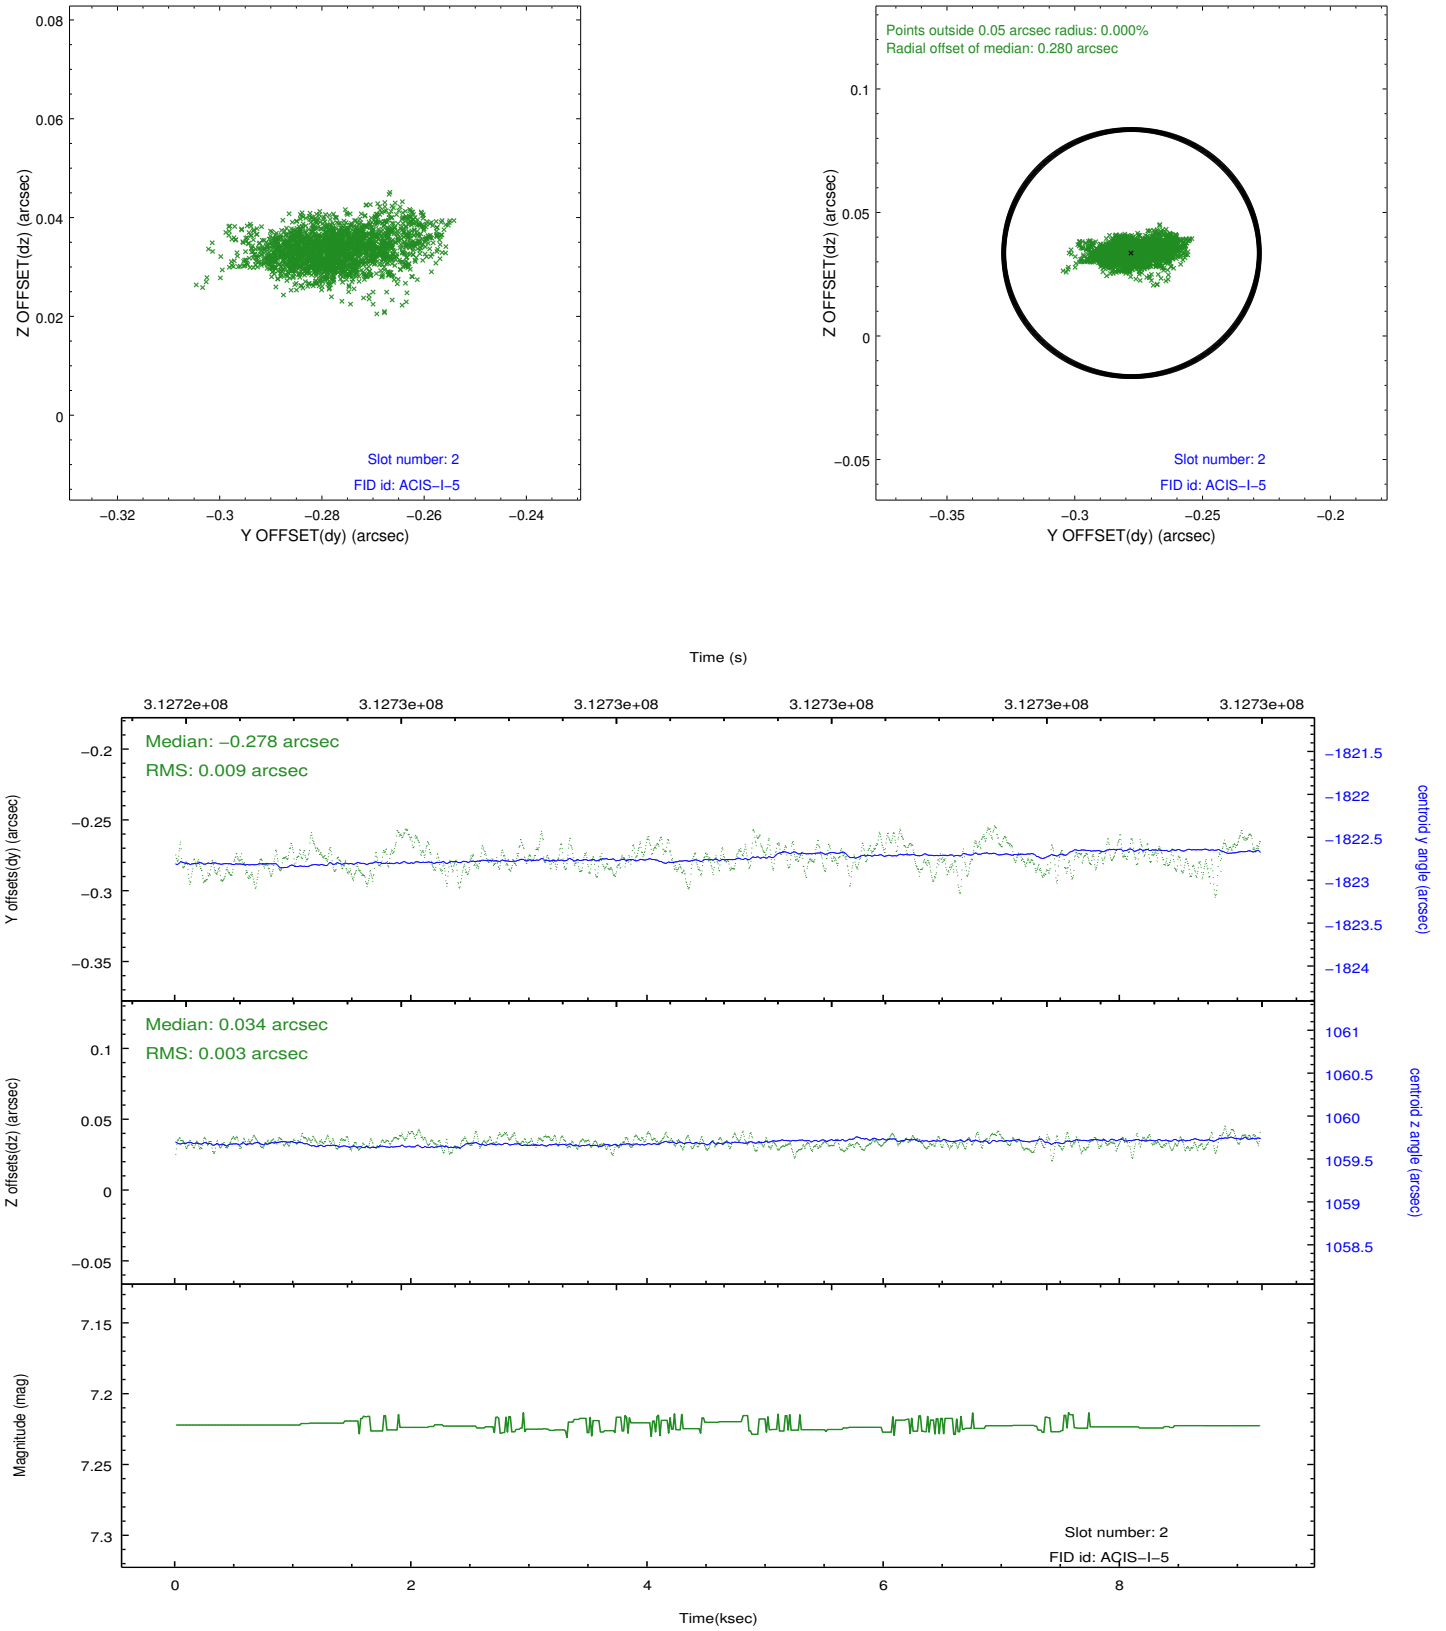 0.08
0.06
0.04
0.02
0
Z OFFSET(dz) (arcsec)
Slot number: 2
FID id: ACIS−I−5
−0.32
−0.3
−0.28
−0.26
−0.24
Y OFFSET(dy) (arcsec)
Points outside 0.05 arcsec radius: 0.000%
Radial offset of median: 0.280 arcsec
0.1
0.05
0
−0.05
Z OFFSET(dz) (arcsec)
Slot number: 2
FID id: ACIS−I−5
−0.35
−0.3
−0.25
−0.2
Y OFFSET(dy) (arcsec)
Time (s)
3.1272e+08
3.1273e+08
3.1273e+08
3.1273e+08
3.1273e+08
3.1273e+08
Median: −0.278 arcsec
RMS: 0.009 arcsec
−0.2
−0.25
−0.3
−0.35
Y offsets(dy) (arcsec)
−1821.5
−1822
−1822.5
−1823
−1823.5
−1824
centroid y angle (arcsec)
Median: 0.034 arcsec
RMS: 0.003 arcsec
0.1
0.05
0
−0.05
Z offsets(dz) (arcsec)
1061
1060.5
1060
1059.5
1059
1058.5
centroid z angle (arcsec)
7.15
7.2
7.25
7.3
Magnitude (mag)
Slot number: 2
FID id: ACIS−I−5
0
2
4
6
8
Time(ksec)